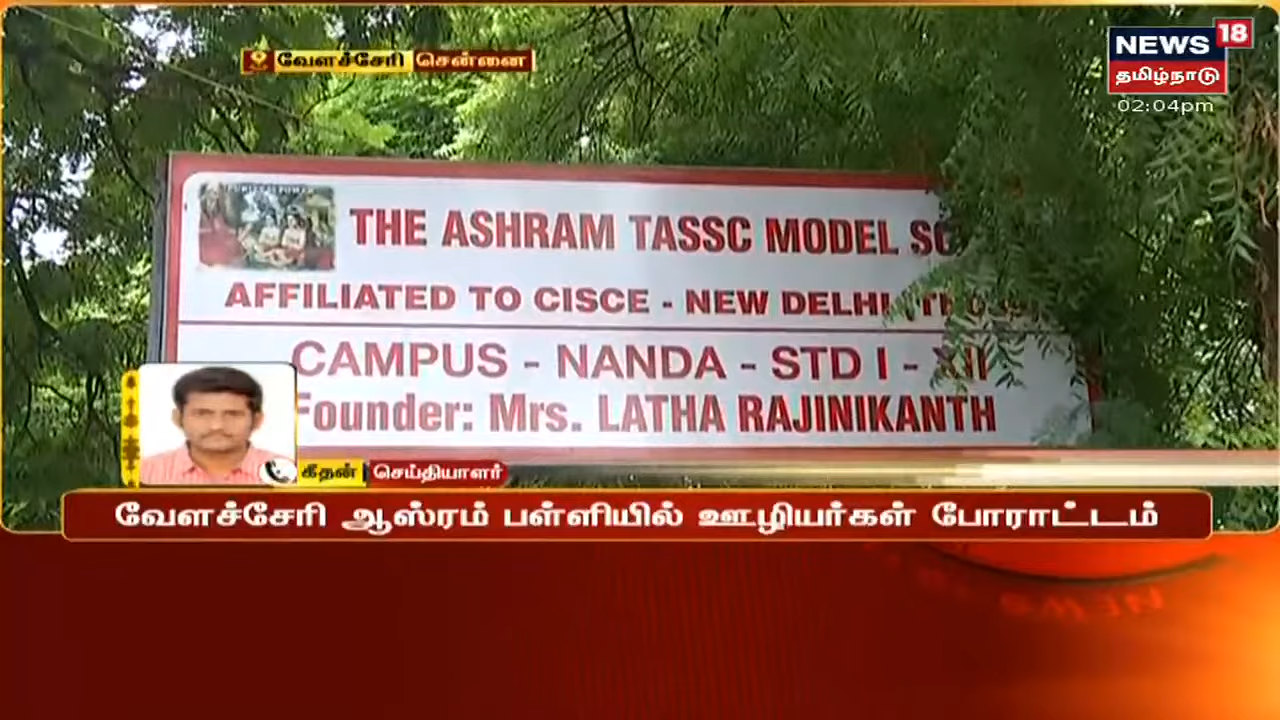 வேளச்சேரி சென்னை
NEWS 18
தமிழ்நாடு
02:04pm
THE ASHRAM TASSC MODEL
AFFILIATED TO CISCE - NEW DELHI
CAMPUS - NANDA - STD I - XII
Founder: Mrs. LATHA RAJINIKANTH
கீதன் செய்தியாளர்
வேளச்சேரி ஆஸ்ரம் பள்ளியில் ஊழியர்கள் போராட்டம்